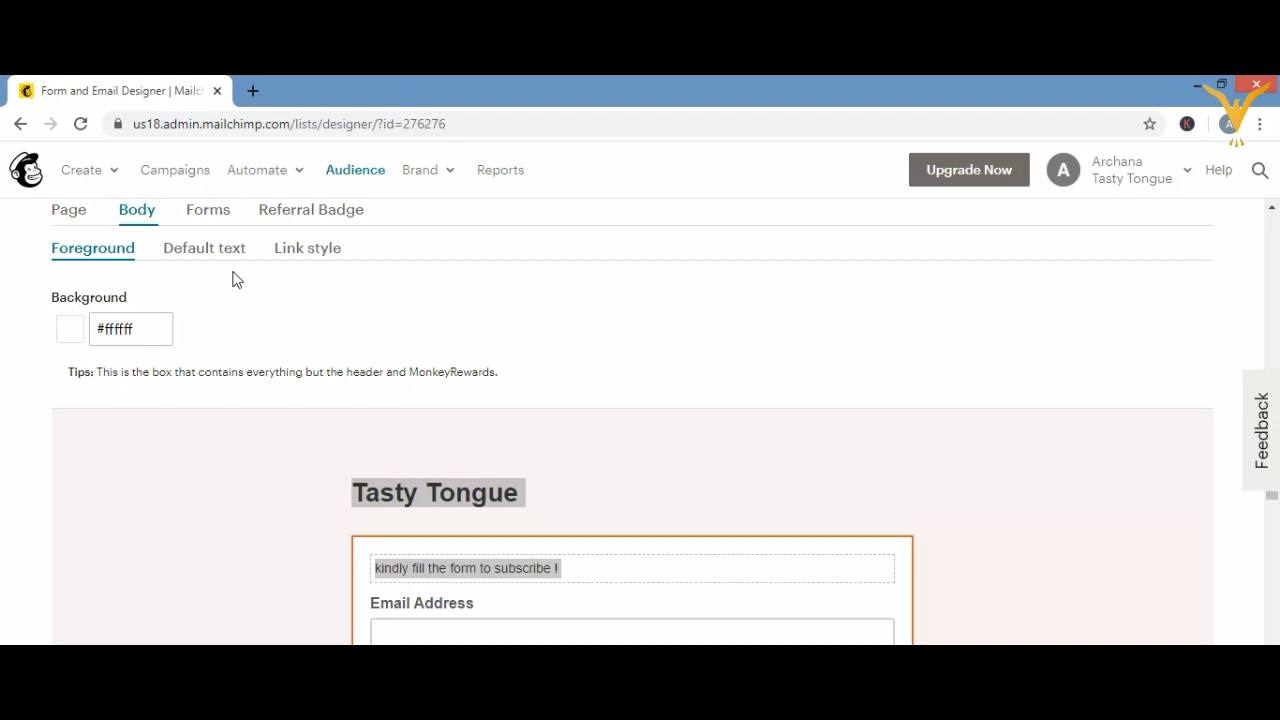 Form and Email Designer | Mailc
us18.admin.mailchimp.com/lists/designer/?id=276276
K
A
Create
Campaigns
Automate
Audience
Brand
Reports
Upgrade Now
A
Archana
Tasty Tongue
Help
Page
Body
Forms
Referral Badge
Foreground
Default text
Link style
Background
#ffffff
Tips: This is the box that contains everything but the header and MonkeyRewards.
Feedback
Tasty Tongue
kindly fill the form to subscribe !
Email Address